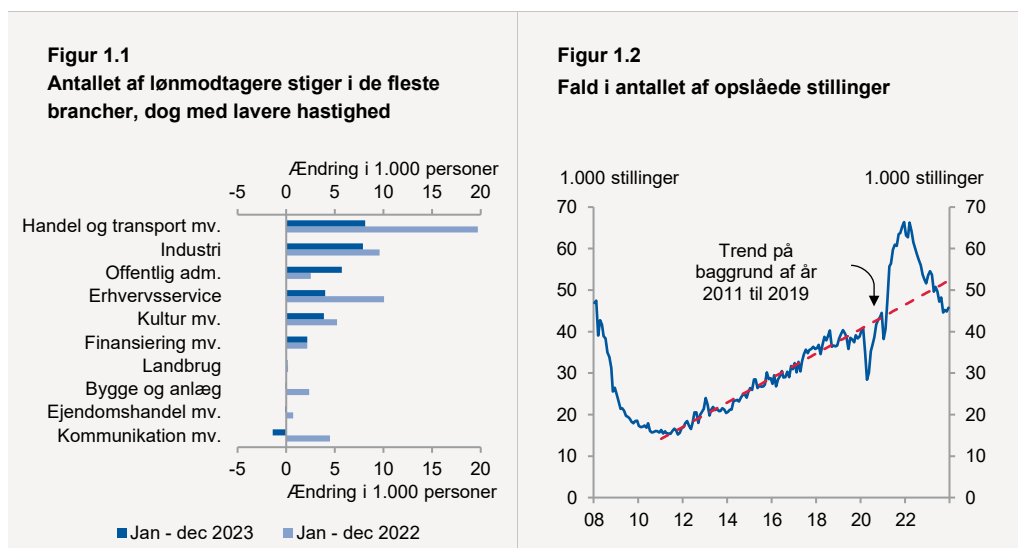 Figur 1.1
Antallet af lønmodtagere stiger i de fleste
brancher, dog med lavere hastighed
Ændring i 1.000 personer
-5 0 5 10 15 20
Handel og transport mv.
Industri
Offentlig adm.
Erhvervsservice
Kultur mv.
Finansiering mv.
Landbrug
Bygge og anlæg
Ejendomshandel mv.
Kommunikation mv.
-5 0 5 10 15 20
Ændring i 1.000 personer
Jan - dec 2023 Jan - dec 2022
Figur 1.2
Fald i antallet af opslåede stillinger
1.000 stillinger 1.000 stillinger
70 70
60 60
Trend på
baggrund af år
2011 til 2019
50 50
40 40
30 30
20 20
10 10
0 0
08 10 12 14 16 18 20 22